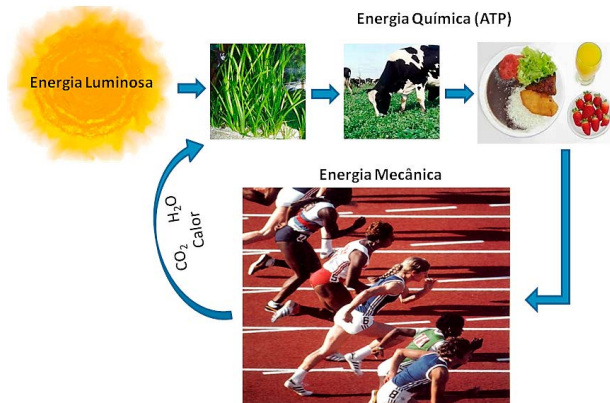 Energia Química (ATP)
Energia Luminosa
Energia Mecânica
CO₂ H₂O
Calor